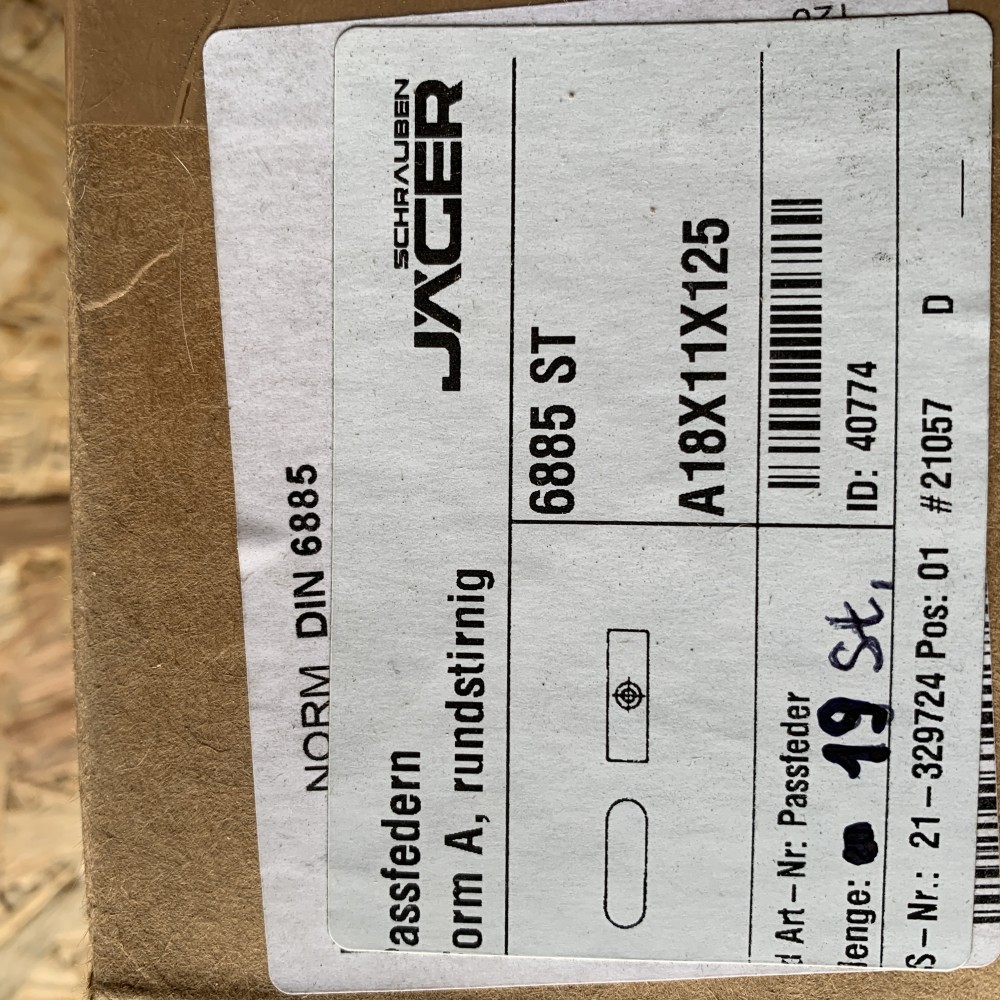 NORM DIN 6885
SCHRAUBEN
JÄGER
assfedern
orm A, rundstirnig
6885 ST
A18X11X125
d Art-Nr: Passfeder
enge: 19 St,
ID: 40774
S-Nr.: 21-329724 Pos: 01 #21057 D